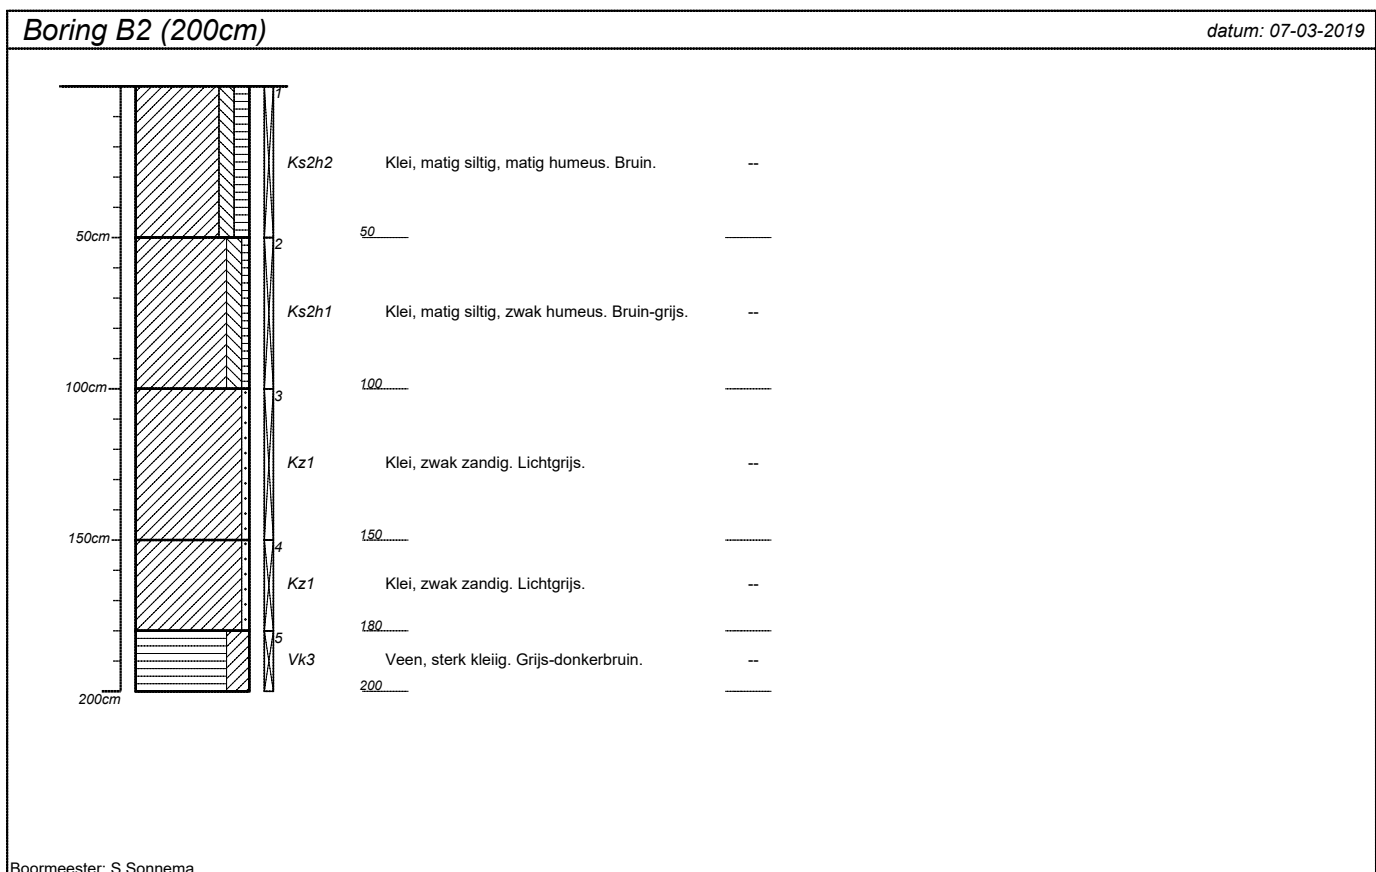 Boring B2 (200cm) datum: 07-03-2019
1
Ks2h2 Klei, matig siltig, matig humeus. Bruin. --
50cm 50
2
Ks2h1 Klei, matig siltig, zwak humeus. Bruin-grijs. --
100cm 100
3
Kz1 Klei, zwak zandig. Lichtgrijs. --
150cm 150
4
Kz1 Klei, zwak zandig. Lichtgrijs. --
180
5
Vk3 Veen, sterk kleiig. Grijs-donkerbruin. --
200cm 200
Boormeester: S.Sonnema